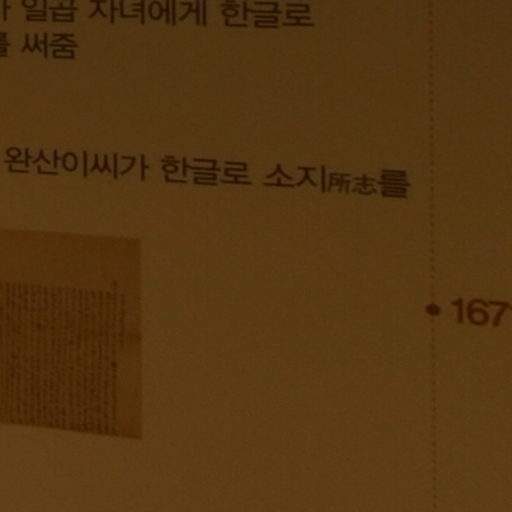 일곱 자녀에게 한글로
를 써줌
완산이씨가 한글로 소지所志를
167